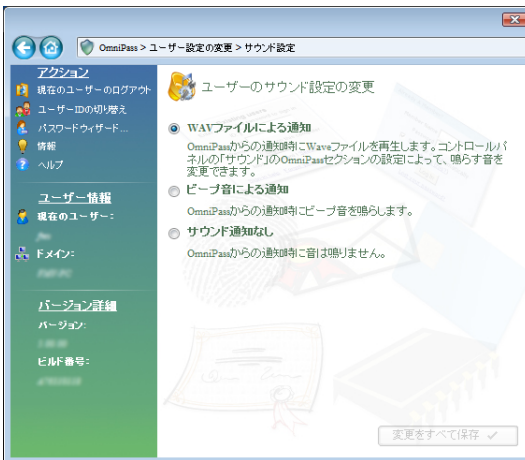 OmniPass > ユーザー設定の変更 > サウンド設定
アクション
現在のユーザーのログアウト
ユーザーIDの切り替え
パスワードウィザード...
情報
ヘルプ
ユーザー情報
現在のユーザー:
ドメイン:
バージョン詳細
バージョン:
ビルド番号:
ユーザーのサウンド設定の変更
WAVファイルによる通知
OmniPassからの通知時にWaveファイルを再生します。コントロールパ
ネルの「サウンド」のOmniPassセクションの設定によって、鳴らす音を
変更できます。
ビープ音による通知
OmniPassからの通知時にビープ音を鳴らします。
サウンド通知なし
OmniPassからの通知時に音は鳴りません。
変更をすべて保存